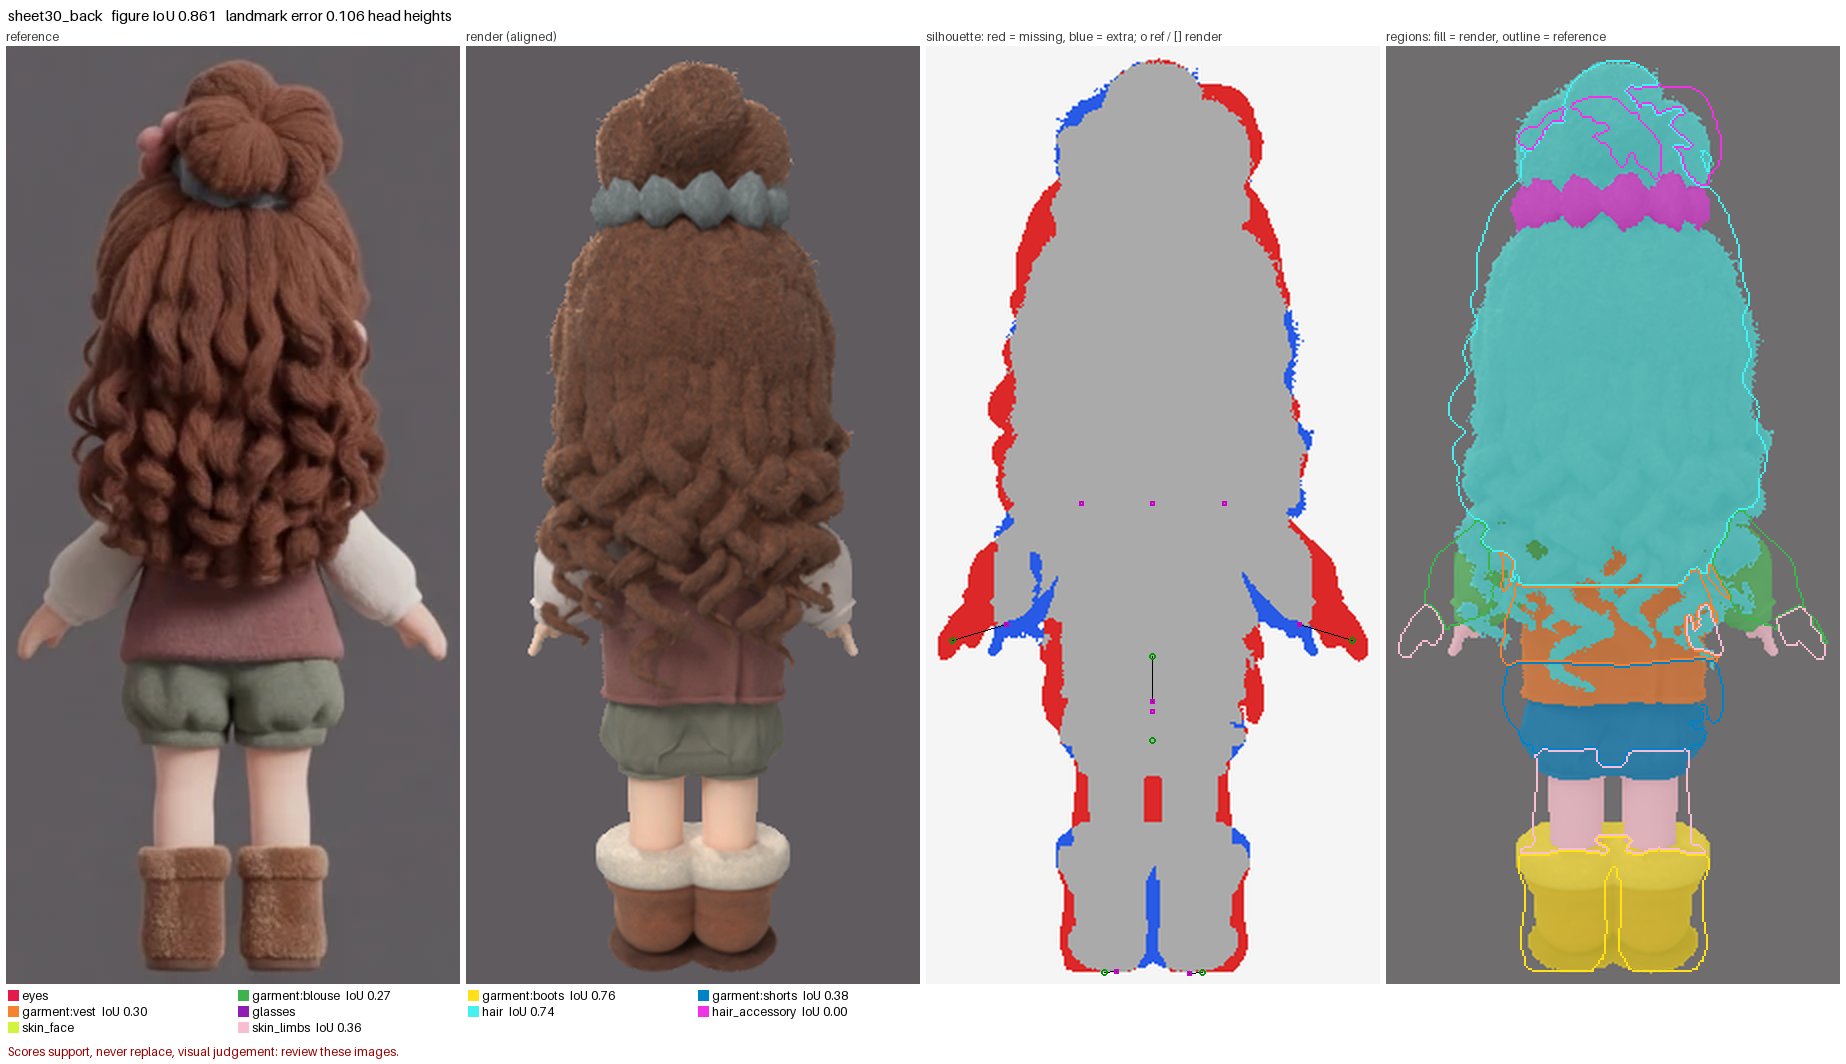 sheet30_back figure IoU 0.861 landmark error 0.106 head heights
reference
render (aligned)
silhouette: red = missing, blue = extra; o ref / [] render
regions: fill = render, outline = reference
eyes
garment:blouse IoU 0.27
garment:boots IoU 0.76
garment:shorts IoU 0.38
garment:vest IoU 0.30
glasses
hair IoU 0.74
hair_accessory IoU 0.00
skin_face
skin_limbs IoU 0.36
Scores support, never replace, visual judgement: review these images.